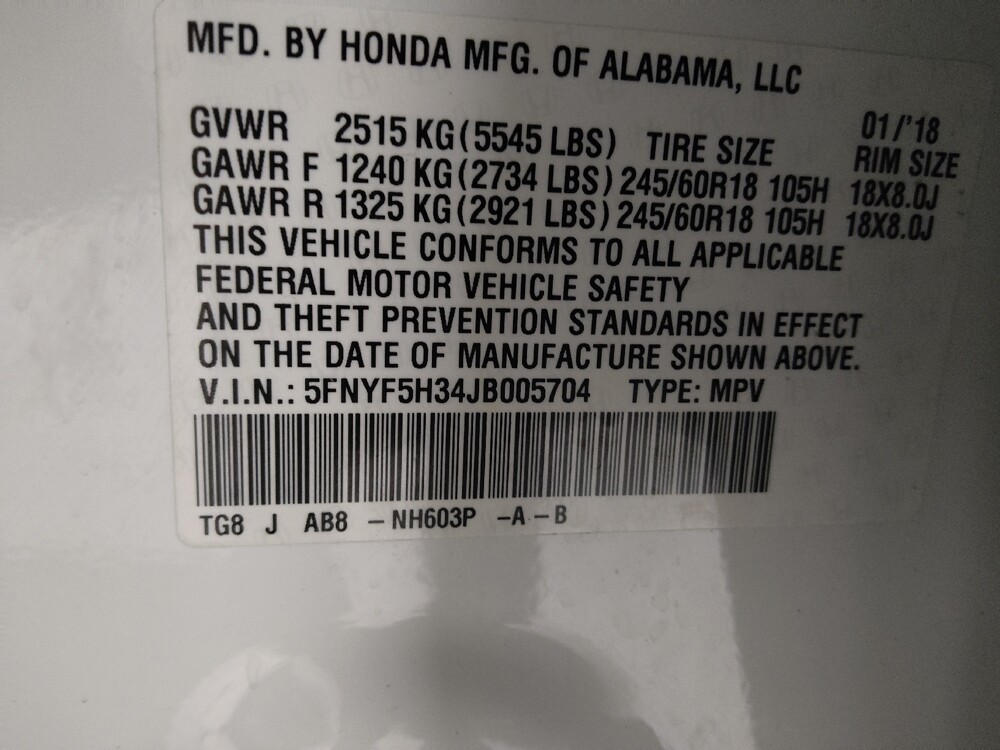 MFD. BY HONDA MFG. OF ALABAMA, LLC
01/'18
GVWR 2515 KG (5545 LBS) TIRE SIZE RIM SIZE
GAWR F 1240 KG (2734 LBS) 245/60R18 105H 18X8.0J
GAWR R 1325 KG (2921 LBS) 245/60R18 105H 18X8.0J
THIS VEHICLE CONFORMS TO ALL APPLICABLE
FEDERAL MOTOR VEHICLE SAFETY
AND THEFT PREVENTION STANDARDS IN EFFECT
ON THE DATE OF MANUFACTURE SHOWN ABOVE.
V.I.N.: 5FNYF5H34JB005704 TYPE: MPV
TG8 J AB8 - NH603P -A - B